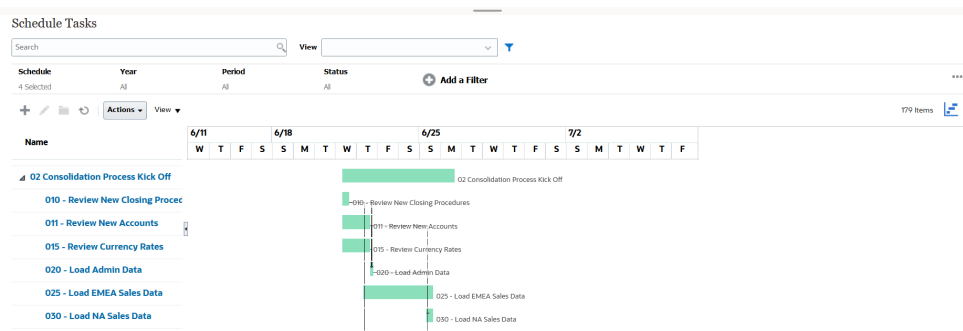 Schedule Tasks
Search View
Schedule Year Period Status
4 Selected All All All
Add a Filter
Actions View 179 Items
Name
6/11 6/18 6/25 7/2
W T F S S M T W T F S S M T W T F S S M T W T F
02 Consolidation Process Kick Off 02 Consolidation Process Kick Off
010 - Review New Closing Proced 010 - Review New Closing Procedures
011 - Review New Accounts 011 - Review New Accounts
015 - Review Currency Rates 015 - Review Currency Rates
020 - Load Admin Data 020 - Load Admin Data
025 - Load EMEA Sales Data 025 - Load EMEA Sales Data
030 - Load NA Sales Data 030 - Load NA Sales Data